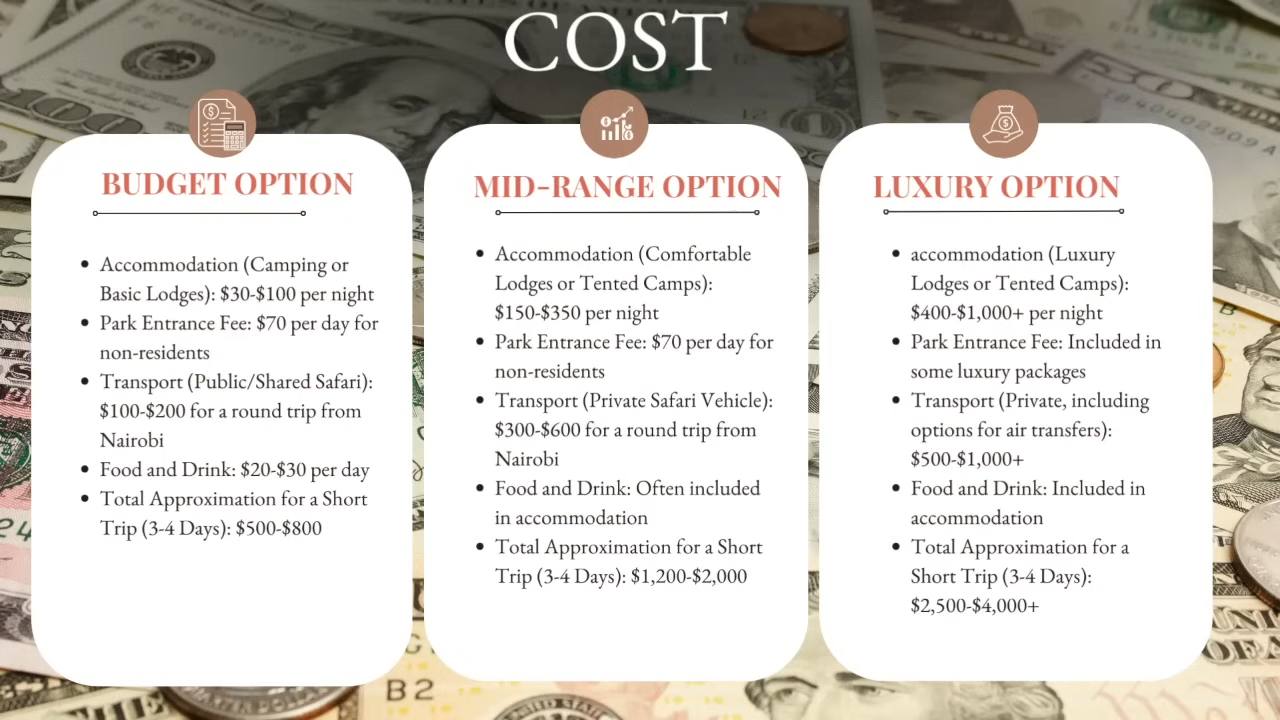 COST
BUDGET OPTION
Accommodation (Camping or
Basic Lodges): $30-$100 per night
Park Entrance Fee: $70 per day for
non-residents
Transport (Public/Shared Safari):
$100-$200 for a round trip from
Nairobi
Food and Drink: $20-$30 per day
Total Approximation for a Short
Trip (3-4 Days): $500-$800
MID-RANGE OPTION
Accommodation (Comfortable
Lodges or Tented Camps):
$150-$350 per night
Park Entrance Fee: $70 per day for
non-residents
Transport (Private Safari Vehicle):
$300-$600 for a round trip from
Nairobi
Food and Drink: Often included
in accommodation
Total Approximation for a Short
Trip (3-4 Days): $1,200-$2,000
LUXURY OPTION
accommodation (Luxury
Lodges or Tented Camps):
$400-$1,000+ per night
Park Entrance Fee: Included in
some luxury packages
Transport (Private, including
options for air transfers):
$500-$1,000+
Food and Drink: Included in
accommodation
Total Approximation for a
Short Trip (3-4 Days):
$2,500-$4,000+
100
B2